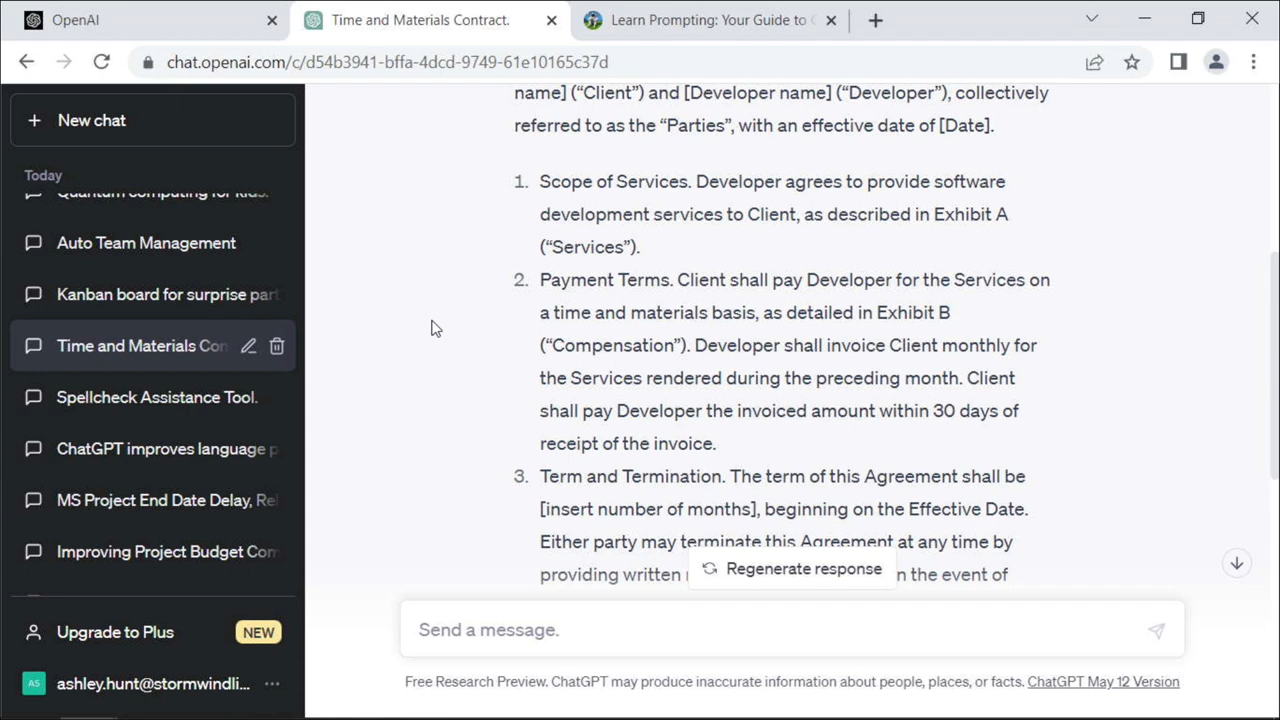 OpenAI
Time and Materials Contract.
Learn Prompting: Your Guide to
chat.openai.com/c/d54b3941-bffa-4dcd-9749-61e10165c37d
New chat
Today
Quantum computing for kids.
Auto Team Management
Kanban board for surprise part
Time and Materials Con
Spellcheck Assistance Tool.
ChatGPT improves language p
MS Project End Date Delay, Re
Improving Project Budget Com
Upgrade to Plus NEW
AS ashley.hunt@stormwindli...
name] (“Client”) and [Developer name] (“Developer”), collectively
referred to as the “Parties”, with an effective date of [Date].
1. Scope of Services. Developer agrees to provide software
development services to Client, as described in Exhibit A
(“Services”).
2. Payment Terms. Client shall pay Developer for the Services on
a time and materials basis, as detailed in Exhibit B
(“Compensation”). Developer shall invoice Client monthly for
the Services rendered during the preceding month. Client
shall pay Developer the invoiced amount within 30 days of
receipt of the invoice.
3. Term and Termination. The term of this Agreement shall be
[insert number of months], beginning on the Effective Date.
Either party may terminate this Agreement at any time by
providing written n the event of
Regenerate response
Send a message.
Free Research Preview. ChatGPT may produce inaccurate information about people, places, or facts. ChatGPT May 12 Version